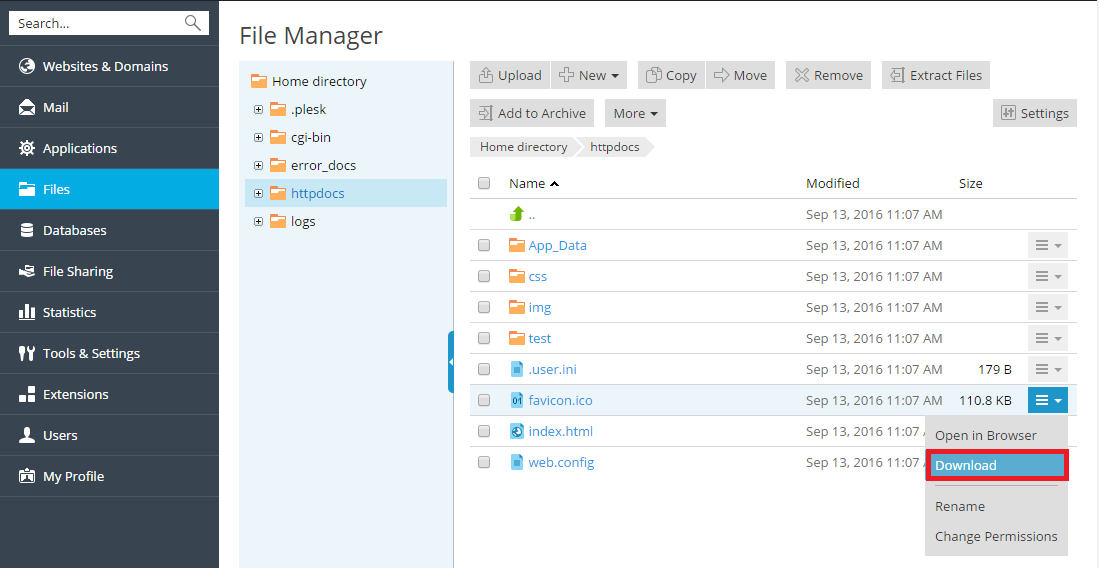 Search...
Websites & Domains
Mail
Applications
Files
Databases
File Sharing
Statistics
Tools & Settings
Extensions
Users
My Profile
File Manager
Home directory
.plesk
cgi-bin
error_docs
httpdocs
logs
Upload New Copy Move Remove Extract Files
Add to Archive More Settings
Home directory httpdocs
Name Modified Size
.. Sep 13, 2016 11:07 AM
App_Data Sep 13, 2016 11:07 AM
css Sep 13, 2016 11:07 AM
img Sep 13, 2016 11:07 AM
test Sep 13, 2016 11:07 AM
.user.ini Sep 13, 2016 11:07 AM 179 B
01 favicon.ico Sep 13, 2016 11:07 AM 110.8 KB
index.html Sep 13, 2016 11:07
web.config Sep 13, 2016 11:07
Open in Browser
Download
Rename
Change Permissions